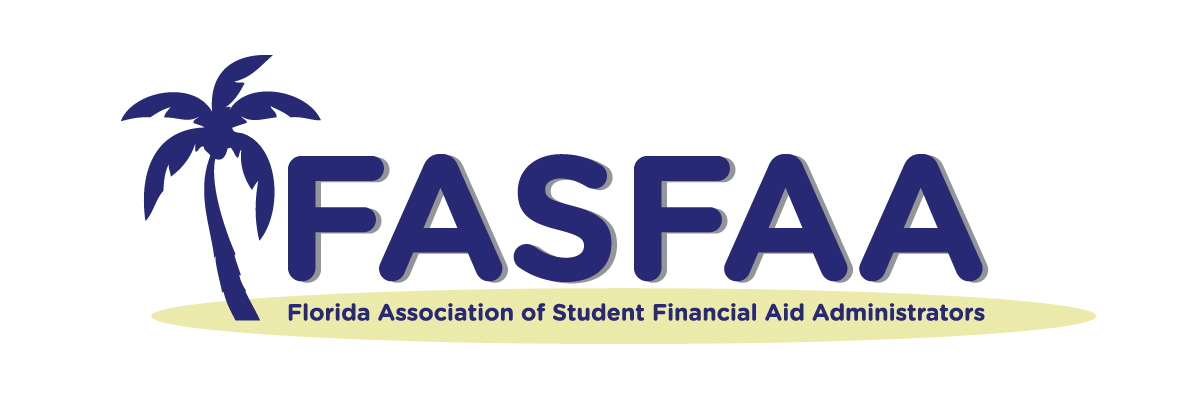 FASFAA
Florida Association of Student Financial Aid Administrators